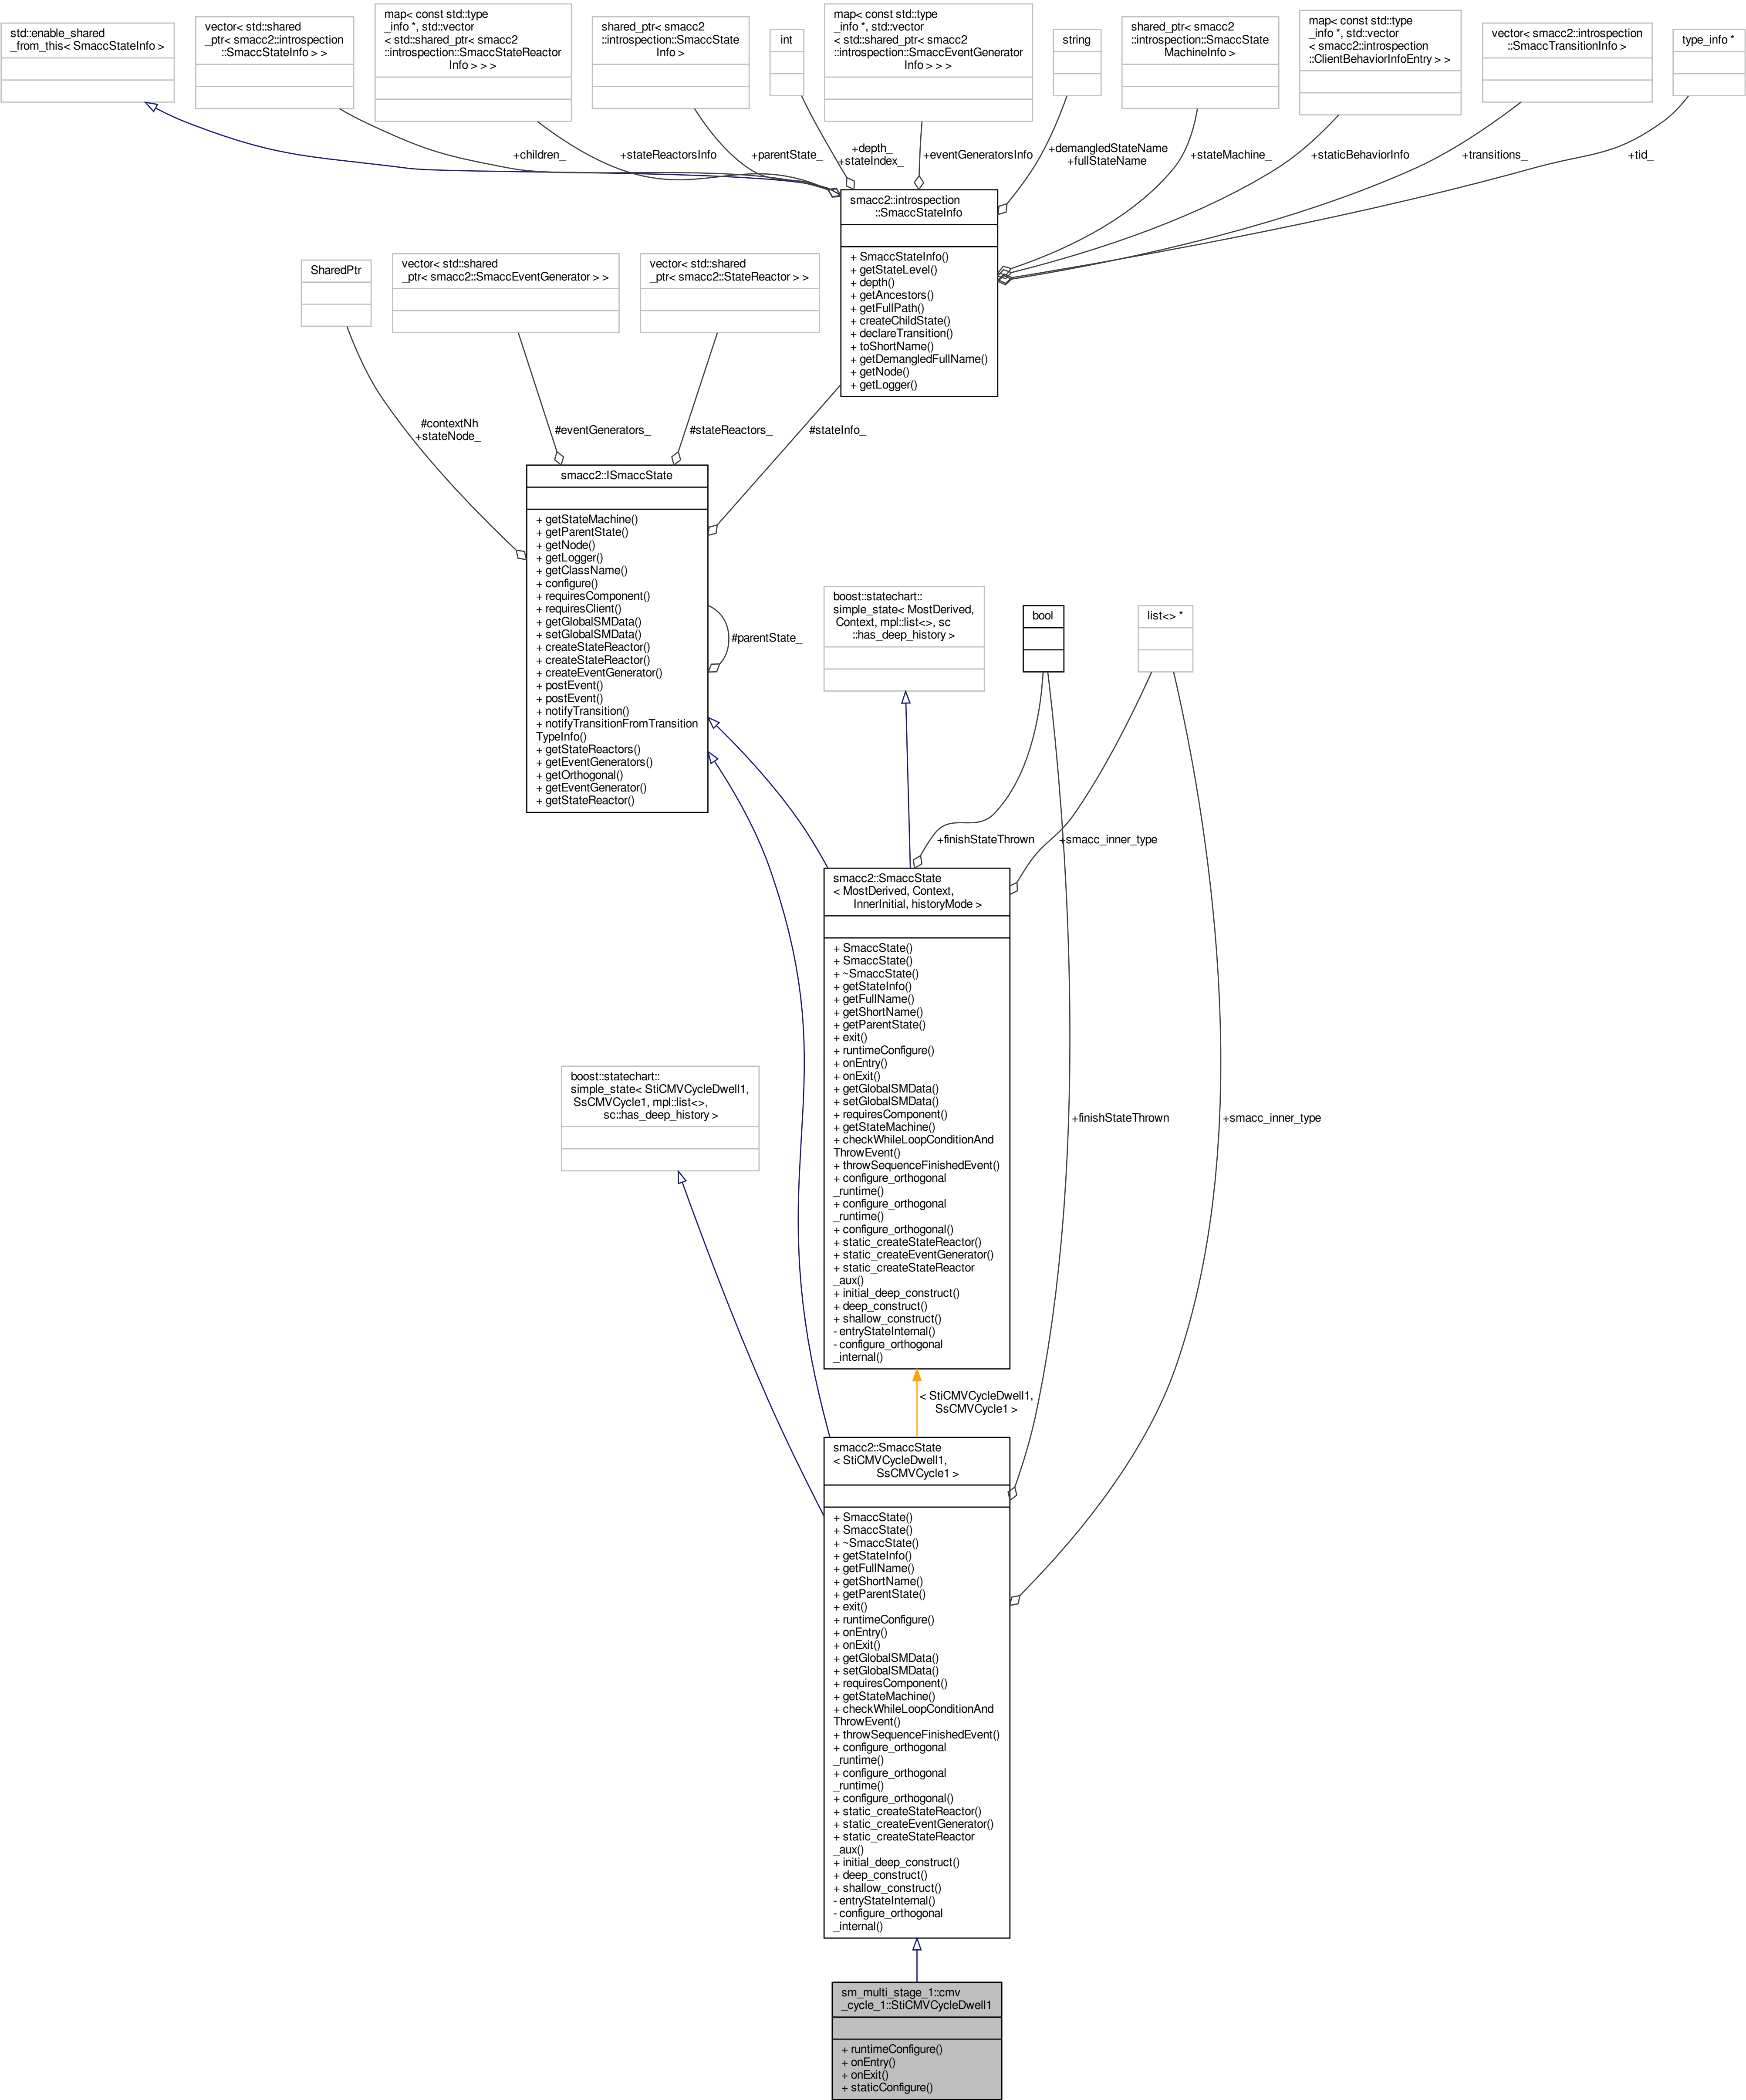 std::enable_shared
_from_this< SmaccStateInfo >
vector< std::shared
_ptr< smacc2::introspection
::SmaccStateInfo > >
map< const std::type
_info *, std::vector
< std::shared_ptr< smacc2
::introspection::SmaccStateReactor
Info > > >
shared_ptr< smacc2
::introspection::SmaccState
Info >
int
map< const std::type
_info *, std::vector
< std::shared_ptr< smacc2
::introspection::SmaccEventGenerator
Info > > >
string
shared_ptr< smacc2
::introspection::SmaccState
MachineInfo >
map< const std::type
_info *, std::vector
< smacc2::introspection
::ClientBehaviorInfoEntry > >
vector< smacc2::introspection
::SmaccTransitionInfo >
type_info *
+children_
+stateReactorsInfo
+parentState_
+depth_
+stateIndex_
+eventGeneratorsInfo
+demangledStateName
+fullStateName
+stateMachine_
+staticBehaviorInfo
+transitions_
+tid_
smacc2::introspection
::SmaccStateInfo
+ SmaccStateInfo()
+ getStateLevel()
+ depth()
+ getAncestors()
+ getFullPath()
+ createChildState()
+ declareTransition()
+ toShortName()
+ getDemangledFullName()
+ getNode()
+ getLogger()
SharedPtr
vector< std::shared
_ptr< smacc2::SmaccEventGenerator > >
vector< std::shared
_ptr< smacc2::StateReactor > >
#contextNh
+stateNode_
#eventGenerators_
#stateReactors_
#stateInfo_
smacc2::ISmaccState
+ getStateMachine()
+ getParentState()
+ getNode()
+ getLogger()
+ getClassName()
+ configure()
+ requiresComponent()
+ requiresClient()
+ getGlobalSMData()
+ setGlobalSMData()
+ createStateReactor()
+ createStateReactor()
+ createEventGenerator()
+ postEvent()
+ postEvent()
+ notifyTransition()
+ notifyTransitionFromTransition
TypeInfo()
+ getStateReactors()
+ getEventGenerators()
+ getOrthogonal()
+ getEventGenerator()
+ getStateReactor()
#parentState_
boost::statechart::
simple_state< MostDerived,
Context, mpl::list<>, sc
::has_deep_history >
bool
list<> *
+finishStateThrown
+smacc_inner_type
smacc2::SmaccState
< MostDerived, Context,
InnerInitial, historyMode >
+ SmaccState()
+ SmaccState()
+ ~SmaccState()
+ getStateInfo()
+ getFullName()
+ getShortName()
+ getParentState()
+ exit()
+ runtimeConfigure()
+ onEntry()
+ onExit()
+ getGlobalSMData()
+ setGlobalSMData()
+ requiresComponent()
+ getStateMachine()
+ checkWhileLoopConditionAnd
ThrowEvent()
+ throwSequenceFinishedEvent()
+ configure_orthogonal
_runtime()
+ configure_orthogonal
_runtime()
+ configure_orthogonal()
+ static_createStateReactor()
+ static_createEventGenerator()
+ static_createStateReactor
_aux()
+ initial_deep_construct()
+ deep_construct()
+ shallow_construct()
- entryStateInternal()
- configure_orthogonal
_internal()
boost::statechart::
simple_state< StiCMVCycleDwell1,
SsCMVCycle1, mpl::list<>,
sc::has_deep_history >
+finishStateThrown
+smacc_inner_type
< StiCMVCycleDwell1,
SsCMVCycle1 >
smacc2::SmaccState
< StiCMVCycleDwell1,
SsCMVCycle1 >
+ SmaccState()
+ SmaccState()
+ ~SmaccState()
+ getStateInfo()
+ getFullName()
+ getShortName()
+ getParentState()
+ exit()
+ runtimeConfigure()
+ onEntry()
+ onExit()
+ getGlobalSMData()
+ setGlobalSMData()
+ requiresComponent()
+ getStateMachine()
+ checkWhileLoopConditionAnd
ThrowEvent()
+ throwSequenceFinishedEvent()
+ configure_orthogonal
_runtime()
+ configure_orthogonal
_runtime()
+ configure_orthogonal()
+ static_createStateReactor()
+ static_createEventGenerator()
+ static_createStateReactor
_aux()
+ initial_deep_construct()
+ deep_construct()
+ shallow_construct()
- entryStateInternal()
- configure_orthogonal
_internal()
sm_multi_stage_1::cmv
_cycle_1::StiCMVCycleDwell1
+ runtimeConfigure()
+ onEntry()
+ onExit()
+ staticConfigure()